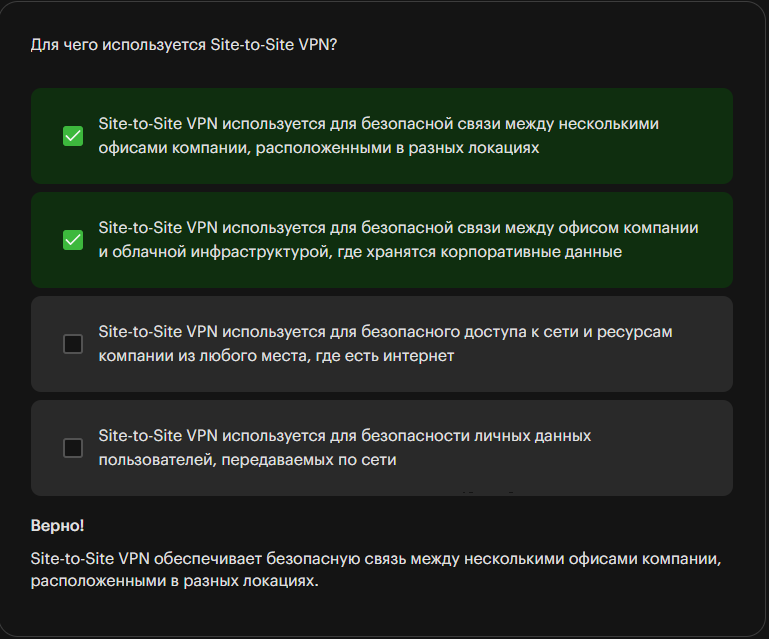 Для чего используется Site-to-Site VPN?
Site-to-Site VPN используется для безопасной связи между несколькими
офисами компании, расположенными в разных локациях
Site-to-Site VPN используется для безопасной связи между офисом компании
и облачной инфраструктурой, где хранятся корпоративные данные
Site-to-Site VPN используется для безопасного доступа к сети и ресурсам
компании из любого места, где есть интернет
Site-to-Site VPN используется для безопасности личных данных
пользователей, передаваемых по сети
Верно!
Site-to-Site VPN обеспечивает безопасную связь между несколькими офисами компании,
расположенными в разных локациях.